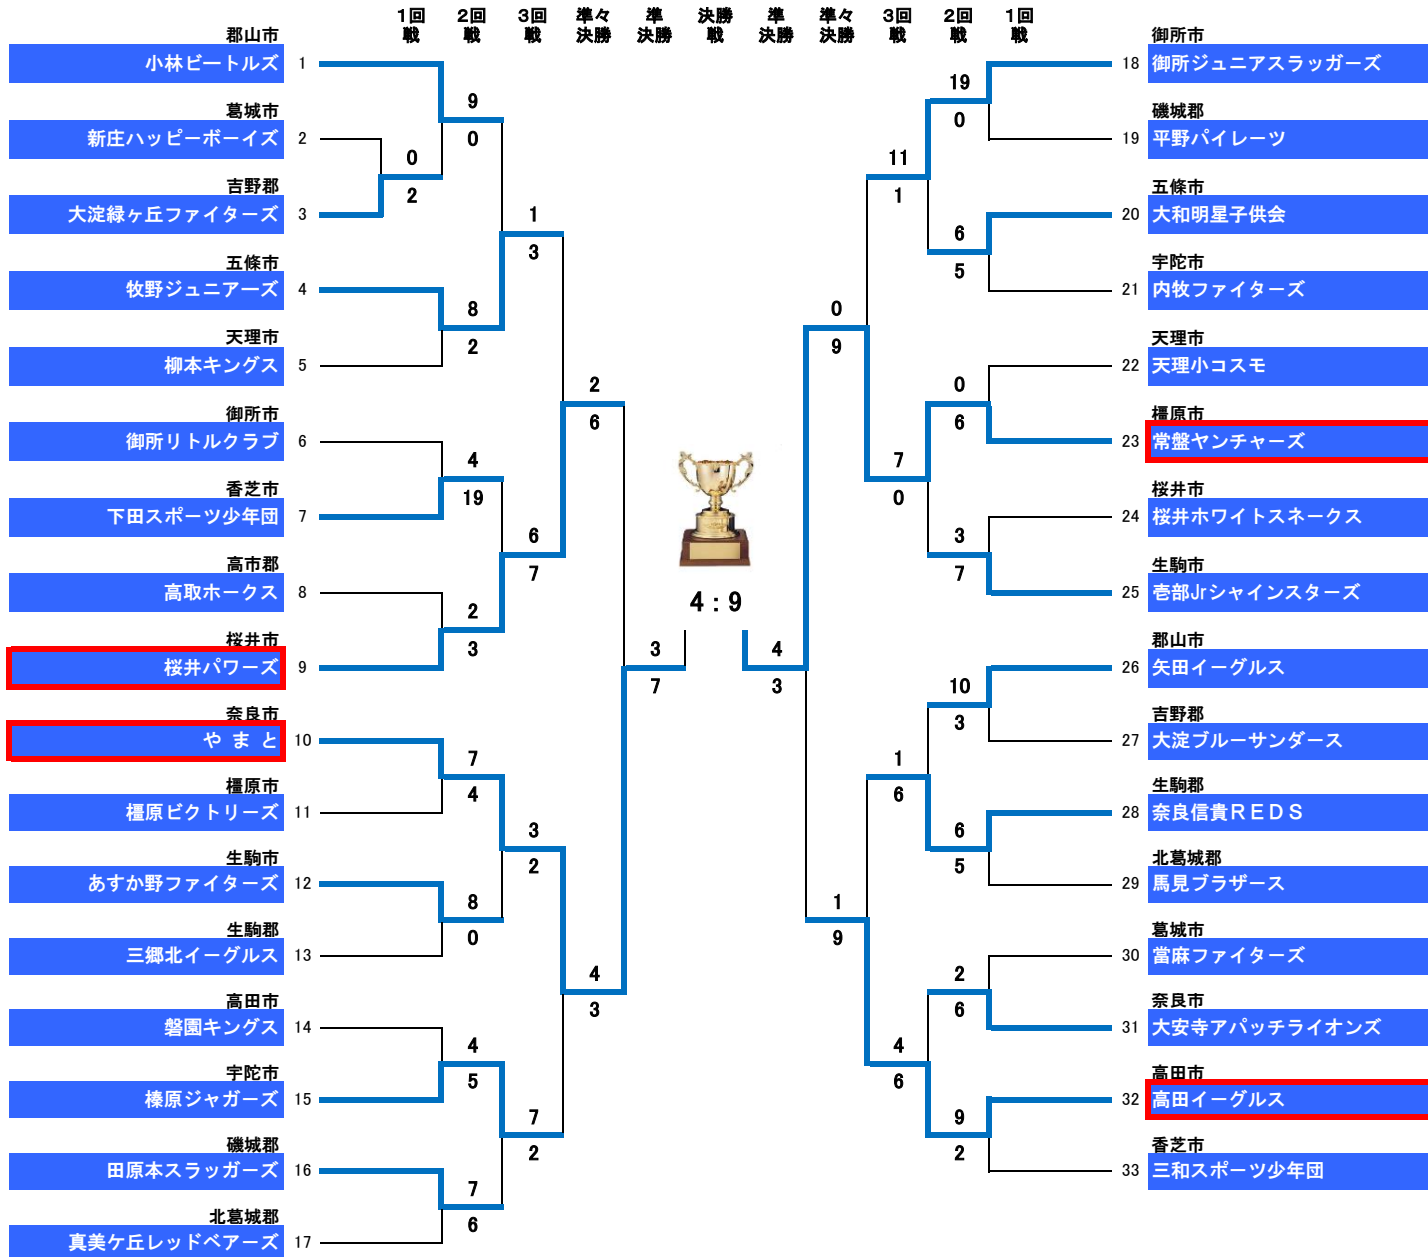 1回戦
2回戦
3回戦
準々決勝
準決勝
決勝戦
準決勝
準々決勝
3回戦
2回戦
1回戦
郡山市
小林ビートルズ 1
葛城市
新庄ハッピーボーイズ 2
吉野郡
大淀緑ヶ丘ファイターズ 3
五條市
牧野ジュニアーズ 4
天理市
柳本キングス 5
御所市
御所リトルクラブ 6
香芝市
下田スポーツ少年団 7
高市郡
高取ホークス 8
桜井市
桜井パワーズ 9
奈良市
やまと 10
橿原市
橿原ビクトリーズ 11
生駒市
あすか野ファイターズ 12
生駒郡
三郷北イーグルス 13
高田市
磐園キングス 14
宇陀市
榛原ジャガーズ 15
磯城郡
田原本スラッガーズ 16
北葛城郡
真美ケ丘レッドベアーズ 17
0
2
9
0
8
2
4
19
2
3
7
4
8
0
4
5
7
6
1
3
6
7
3
2
7
2
2
6
4
3
3
7
4 : 9
4
3
0
9
1
9
11
1
7
0
1
6
4
6
19
0
6
5
0
6
3
7
10
3
6
5
2
6
9
2
御所市
18 御所ジュニアスラッガーズ
磯城郡
19 平野パイレーツ
五條市
20 大和明星子供会
宇陀市
21 内牧ファイターズ
天理市
22 天理小コスモ
橿原市
23 常盤ヤンチャーズ
桜井市
24 桜井ホワイトスネークス
生駒市
25 壱部Jrシャインスターズ
郡山市
26 矢田イーグルス
吉野郡
27 大淀ブルーサンダース
生駒郡
28 奈良信貴ＲＥＤＳ
北葛城郡
29 馬見ブラザース
葛城市
30 當麻ファイターズ
奈良市
31 大安寺アパッチライオンズ
高田市
32 高田イーグルス
香芝市
33 三和スポーツ少年団